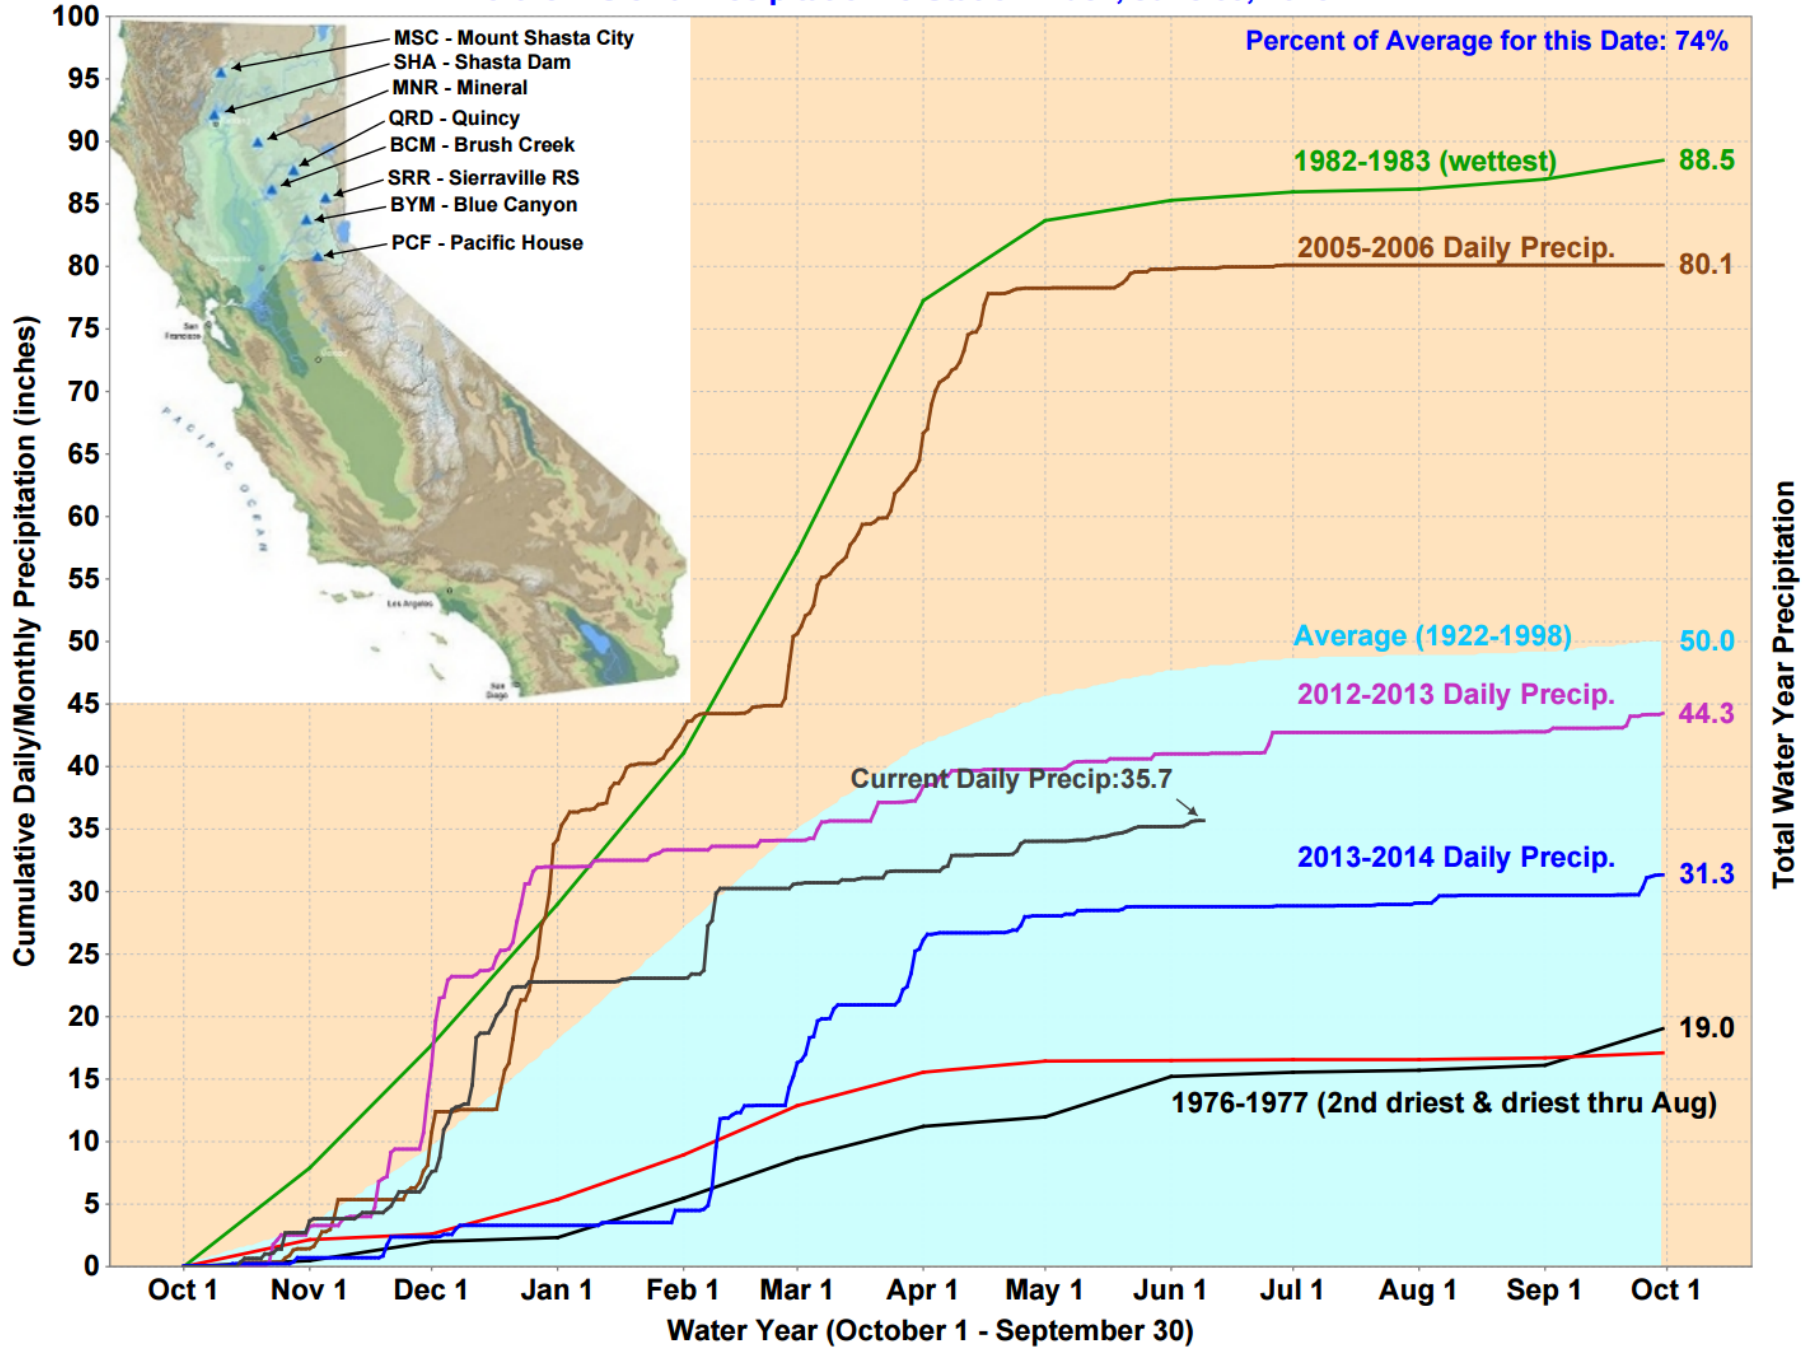 Percent of Average for this Date: 74%
MSC - Mount Shasta City
SHA - Shasta Dam
MNR - Mineral
QRD - Quincy
BCM - Brush Creek
SRR - Sierraville RS
BYM - Blue Canyon
PCF - Pacific House
San
Francisco
PACIFIC OCEAN
Los Angeles
San
Diego
Cumulative Daily/Monthly Precipitation (inches)
100
95
90
85
80
75
70
65
60
55
50
45
40
35
30
25
20
15
10
5
0
1982-1983 (wettest)
88.5
2005-2006 Daily Precip.
80.1
Average (1922-1998)
50.0
2012-2013 Daily Precip.
44.3
Current Daily Precip:35.7
2013-2014 Daily Precip.
31.3
19.0
1976-1977 (2nd driest & driest thru Aug)
Total Water Year Precipitation
Oct 1 Nov 1 Dec 1 Jan 1 Feb 1 Mar 1 Apr 1 May 1 Jun 1 Jul 1 Aug 1 Sep 1 Oct 1
Water Year (October 1 - September 30)